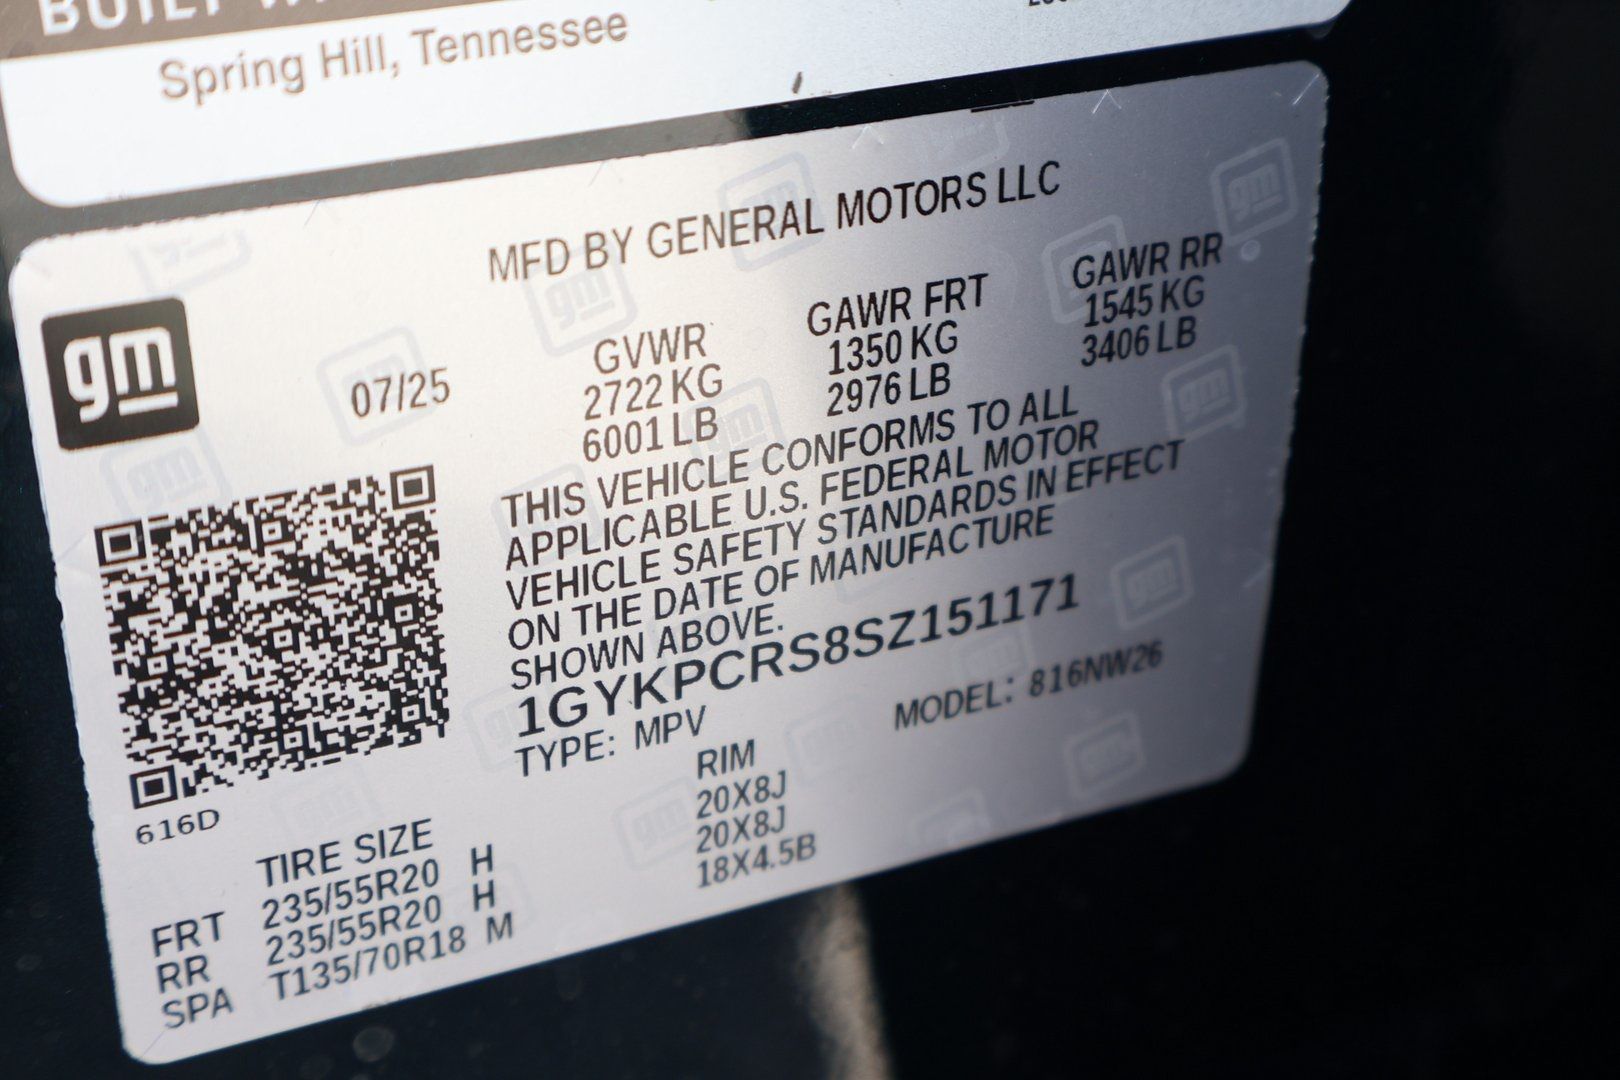 BUILT
Spring Hill, Tennessee
MFD BY GENERAL MOTORS LLC
gm
07/25
GVWR
2722 KG
6001 LB
GAWR FRT
1350 KG
2976 LB
GAWR RR
1545 KG
3406 LB
THIS VEHICLE CONFORMS TO ALL
APPLICABLE U.S. FEDERAL MOTOR
VEHICLE SAFETY STANDARDS IN EFFECT
ON THE DATE OF MANUFACTURE
SHOWN ABOVE.
1GYKPCRS8SZ151171
TYPE: MPV MODEL: 816NW26
616D
TIRE SIZE RIM
FRT 235/55R20 H 20X8J
RR 235/55R20 H 20X8J
SPA T135/70R18 M 18X4.5B